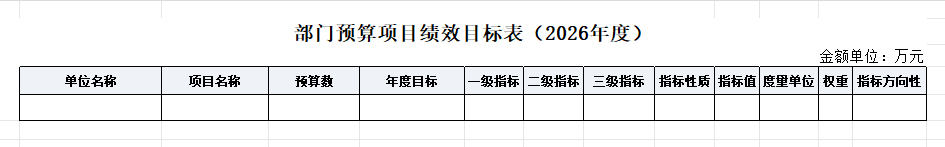 部门预算项目绩效目标表（2026年度）
金额单位：万元
单位名称 项目名称 预算数 年度目标 一级指标 二级指标 三级指标 指标性质 指标值 度量单位 权重 指标方向性